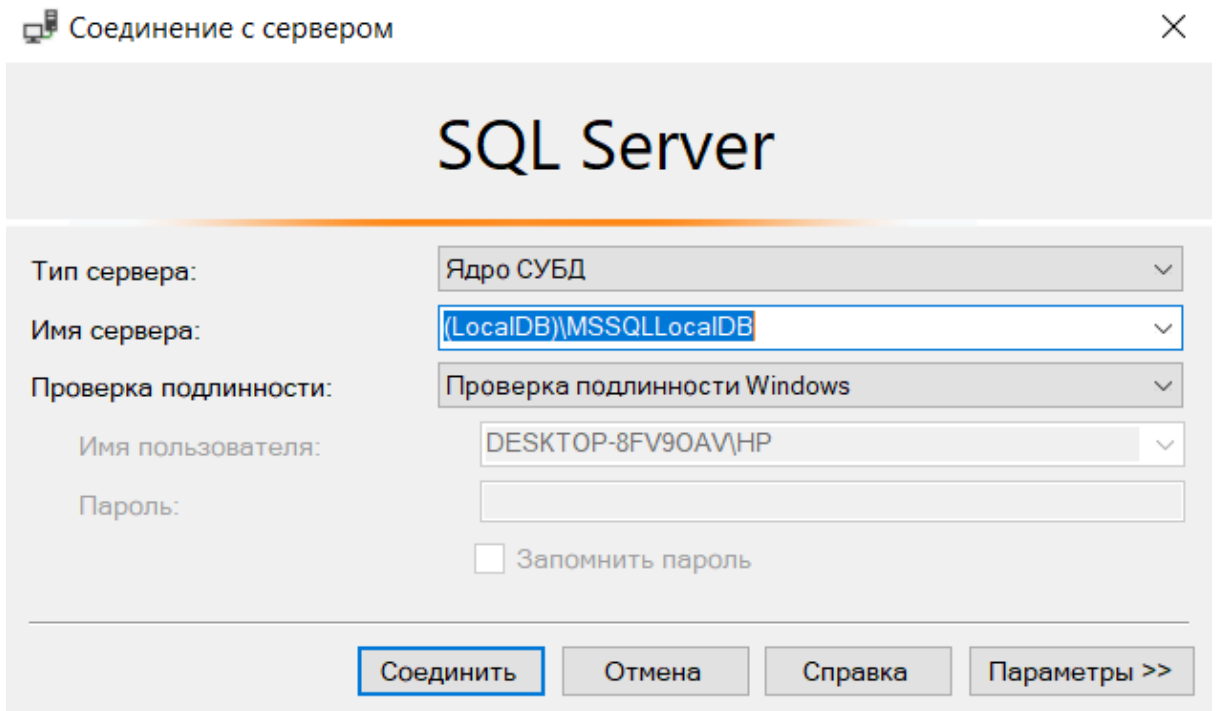 Соединение с сервером
SQL Server
Тип сервера: Ядро СУБД
Имя сервера: (LocalDB)\MSSQLLocalDB
Проверка подлинности: Проверка подлинности Windows
Имя пользователя: DESKTOP-8FV9OAV\HP
Пароль:
Запомнить пароль
Соединить Отмена Справка Параметры >>